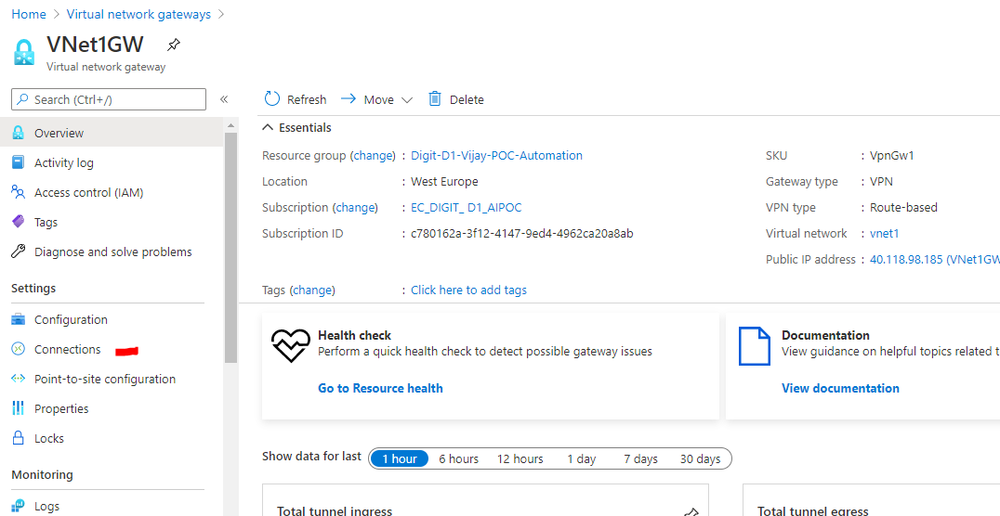 Home > Virtual network gateways >
VNet1GW
Virtual network gateway
Search (Ctrl+/)
«
Refresh
Move
Delete
Overview
Activity log
Access control (IAM)
Tags
Diagnose and solve problems
Settings
Configuration
Connections
Point-to-site configuration
Properties
Locks
Monitoring
Logs
Essentials
Resource group (change) : Digit-D1-Vijay-POC-Automation
Location : West Europe
Subscription (change) : EC_DIGIT_ D1_AIPOC
Subscription ID : c780162a-3f12-4147-9ed4-4962ca20a8ab
Tags (change) : Click here to add tags
SKU : VpnGw1
Gateway type : VPN
VPN type : Route-based
Virtual network : vnet1
Public IP address : 40.118.98.185 (VNet1GW
Health check
Perform a quick health check to detect possible gateway issues
Go to Resource health
Documentation
View guidance on helpful topics related t
View documentation
Show data for last 1 hour 6 hours 12 hours 1 day 7 days 30 days
Total tunnel ingress
Total tunnel egress